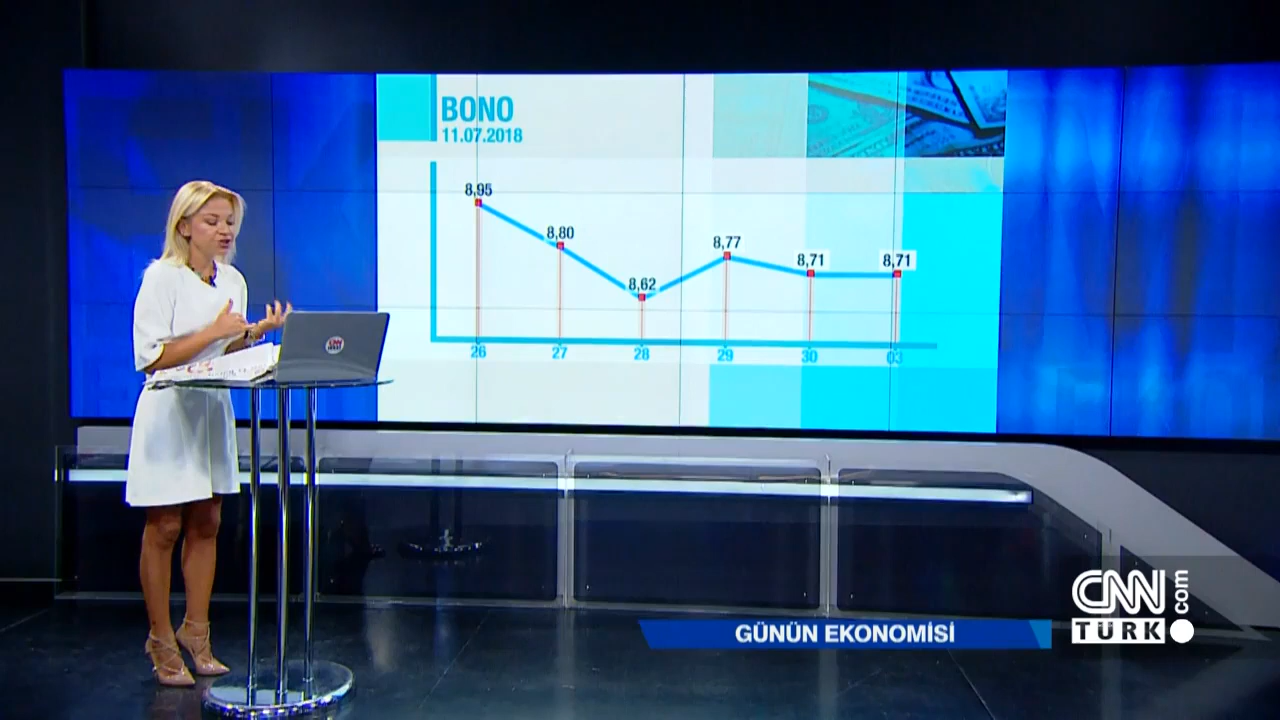 BONO
11.07.2018
8,95
8,80
8,62
8,77
8,71
8,71
26
27
28
29
30
03
CNN
GÜNÜN EKONOMİSİ
CNN.com
TÜRK